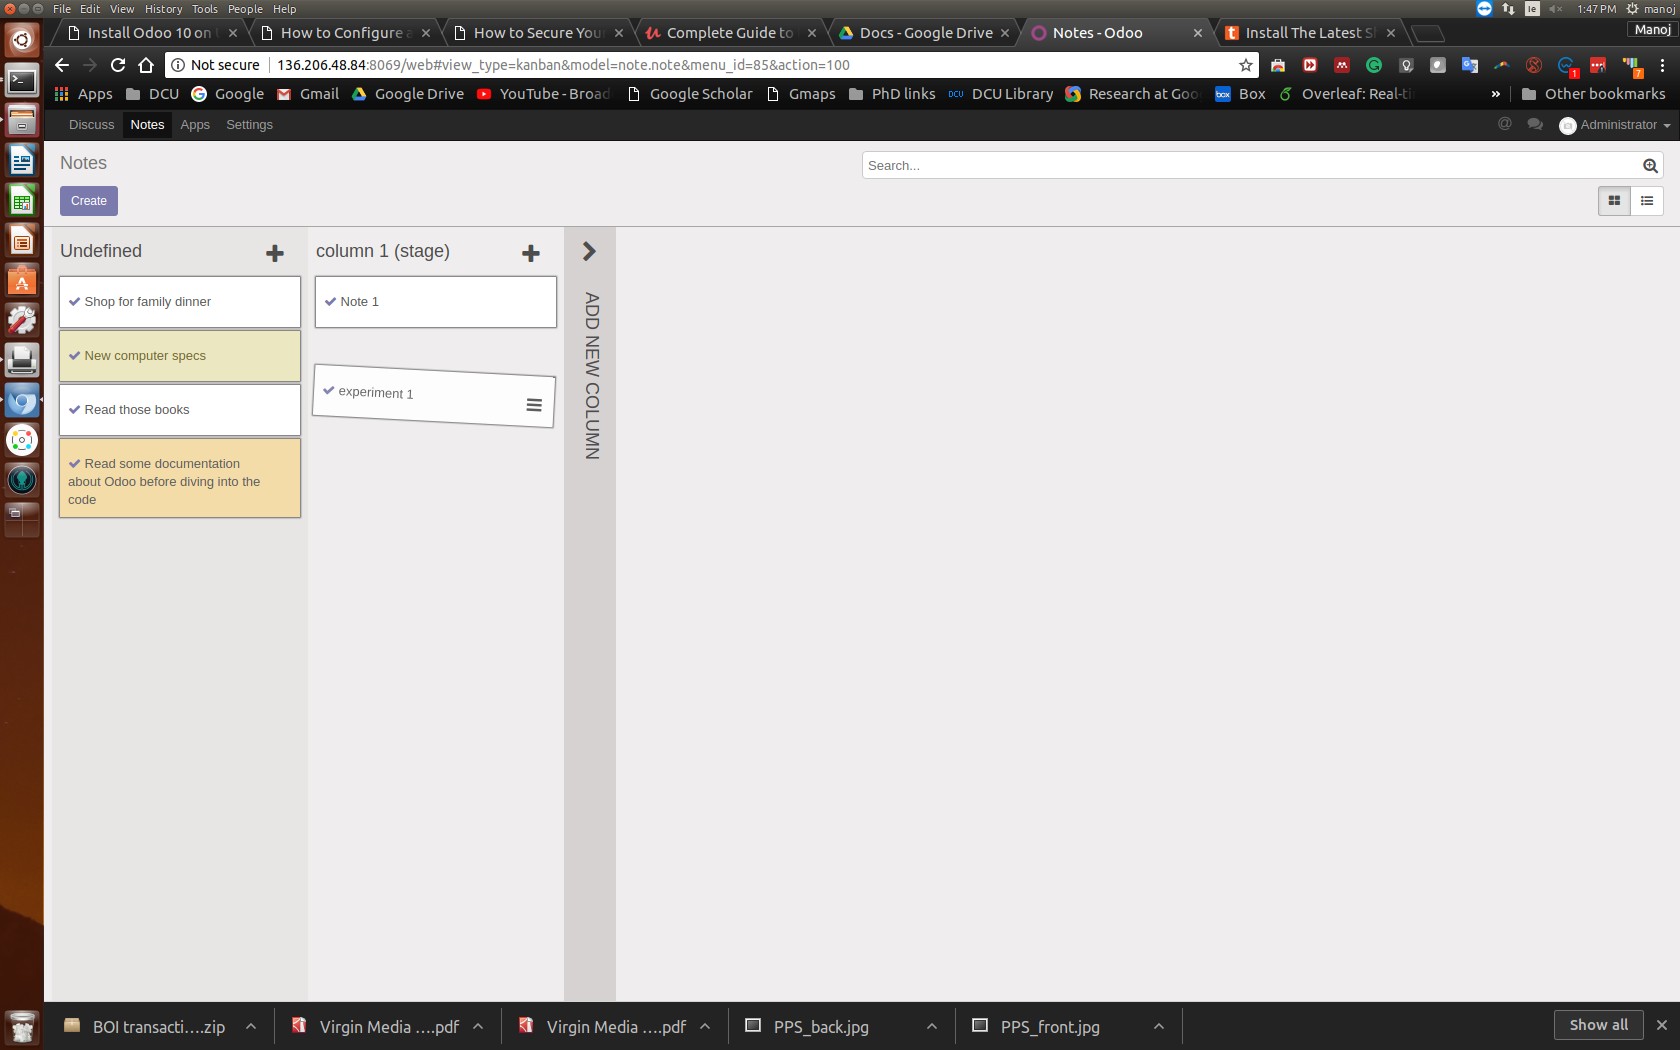 File Edit View History Tools People Help
1:47 PM manoj
Install Odoo 10 on
How to Configure a
How to Secure You
Complete Guide to
Docs - Google Drive
Notes - Odoo
Install The Latest S
Manoj
Not secure 136.206.48.84:8069/web#view_type=kanban&model=note.note&menu_id=85&action=100
Apps DCU Google Gmail Google Drive YouTube - Broad Google Scholar Gmaps PhD links DCU Library Research at Goo Box Overleaf: Real-ti » Other bookmarks
Discuss Notes Apps Settings
@ Administrator
Notes
Search...
Create
Undefined
column 1 (stage)
ADD NEW COLUMN
Shop for family dinner
Note 1
New computer specs
experiment 1
Read those books
Read some documentation
about Odoo before diving into the
code
BOI transacti....zip
Virgin Media ....pdf
Virgin Media ....pdf
PPS_back.jpg
PPS_front.jpg
Show all